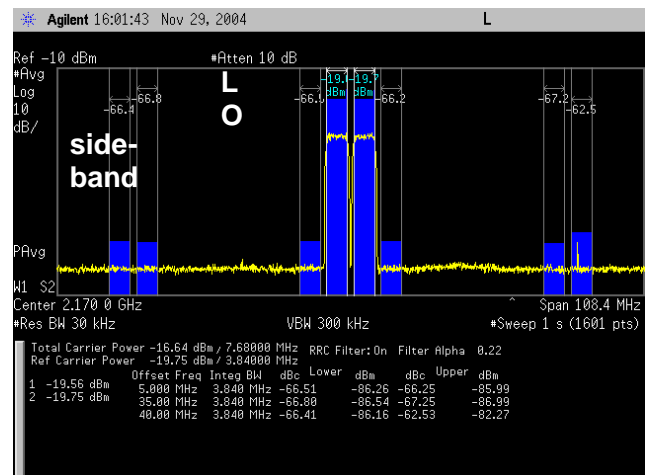 Agilent 16:01:43 Nov 29, 2004 L
Ref -10 dBm #Atten 10 dB
#Avg
Log
10
dB/
-66.4
-66.8
L
O
dBm
dBm
-66.2
-67.2
-62.5
side-
band
PAvg
W1 S2
Center 2.170 0 GHz Span 108.4 MHz
#Res BW 30 kHz VBW 300 kHz #Sweep 1 s (1601 pts)
Total Carrier Power -16.64 dBm/ 7.68000 MHz RRC Filter: On Filter Alpha 0.22
Ref Carrier Power -19.75 dBm/ 3.84000 MHz
Offset Freq Integ BW dBc Lower dBm dBc Upper dBm
1 -19.56 dBm
2 -19.75 dBm
5.000 MHz 3.840 MHz -66.51 -86.26 -66.25 -85.99
35.00 MHz 3.840 MHz -66.80 -86.54 -67.25 -86.99
40.00 MHz 3.840 MHz -66.41 -86.16 -62.53 -82.27